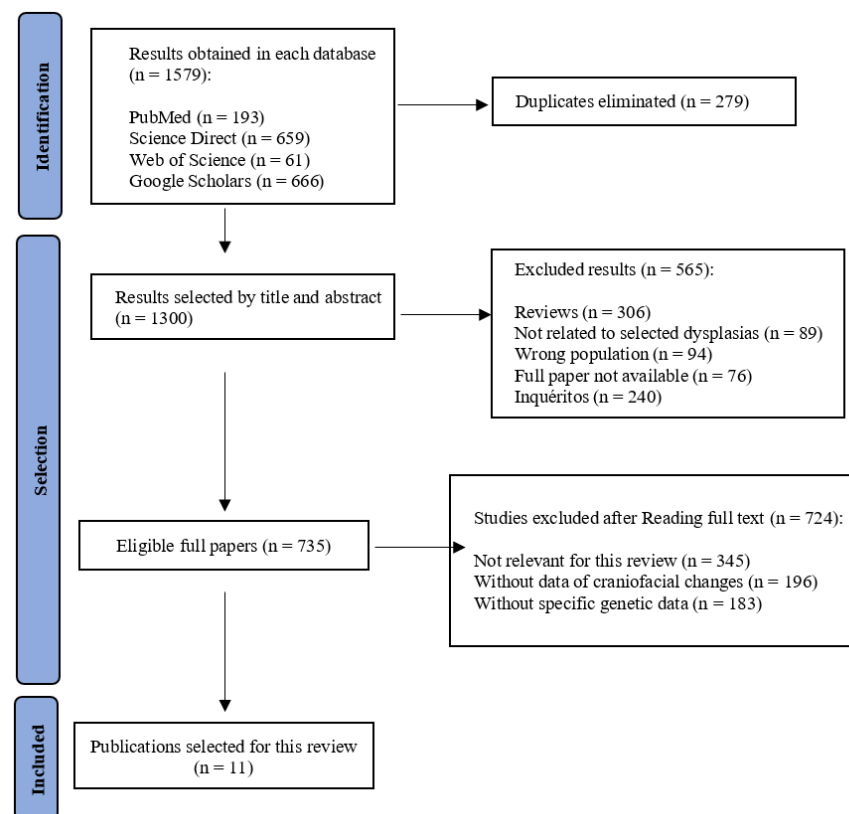 Identification
Results obtained in each database
(n = 1579):
PubMed (n = 193)
Science Direct (n = 659)
Web of Science (n = 61)
Google Scholars (n = 666)
Duplicates eliminated (n = 279)
Selection
Results selected by title and abstract
(n = 1300)
Excluded results (n = 565):
Reviews (n = 306)
Not related to selected dysplasias (n = 89)
Wrong population (n = 94)
Full paper not available (n = 76)
Inquéritos (n = 240)
Eligible full papers (n = 735)
Studies excluded after Reading full text (n = 724):
Not relevant for this review (n = 345)
Without data of craniofacial changes (n = 196)
Without specific genetic data (n = 183)
Included
Publications selected for this review
(n = 11)